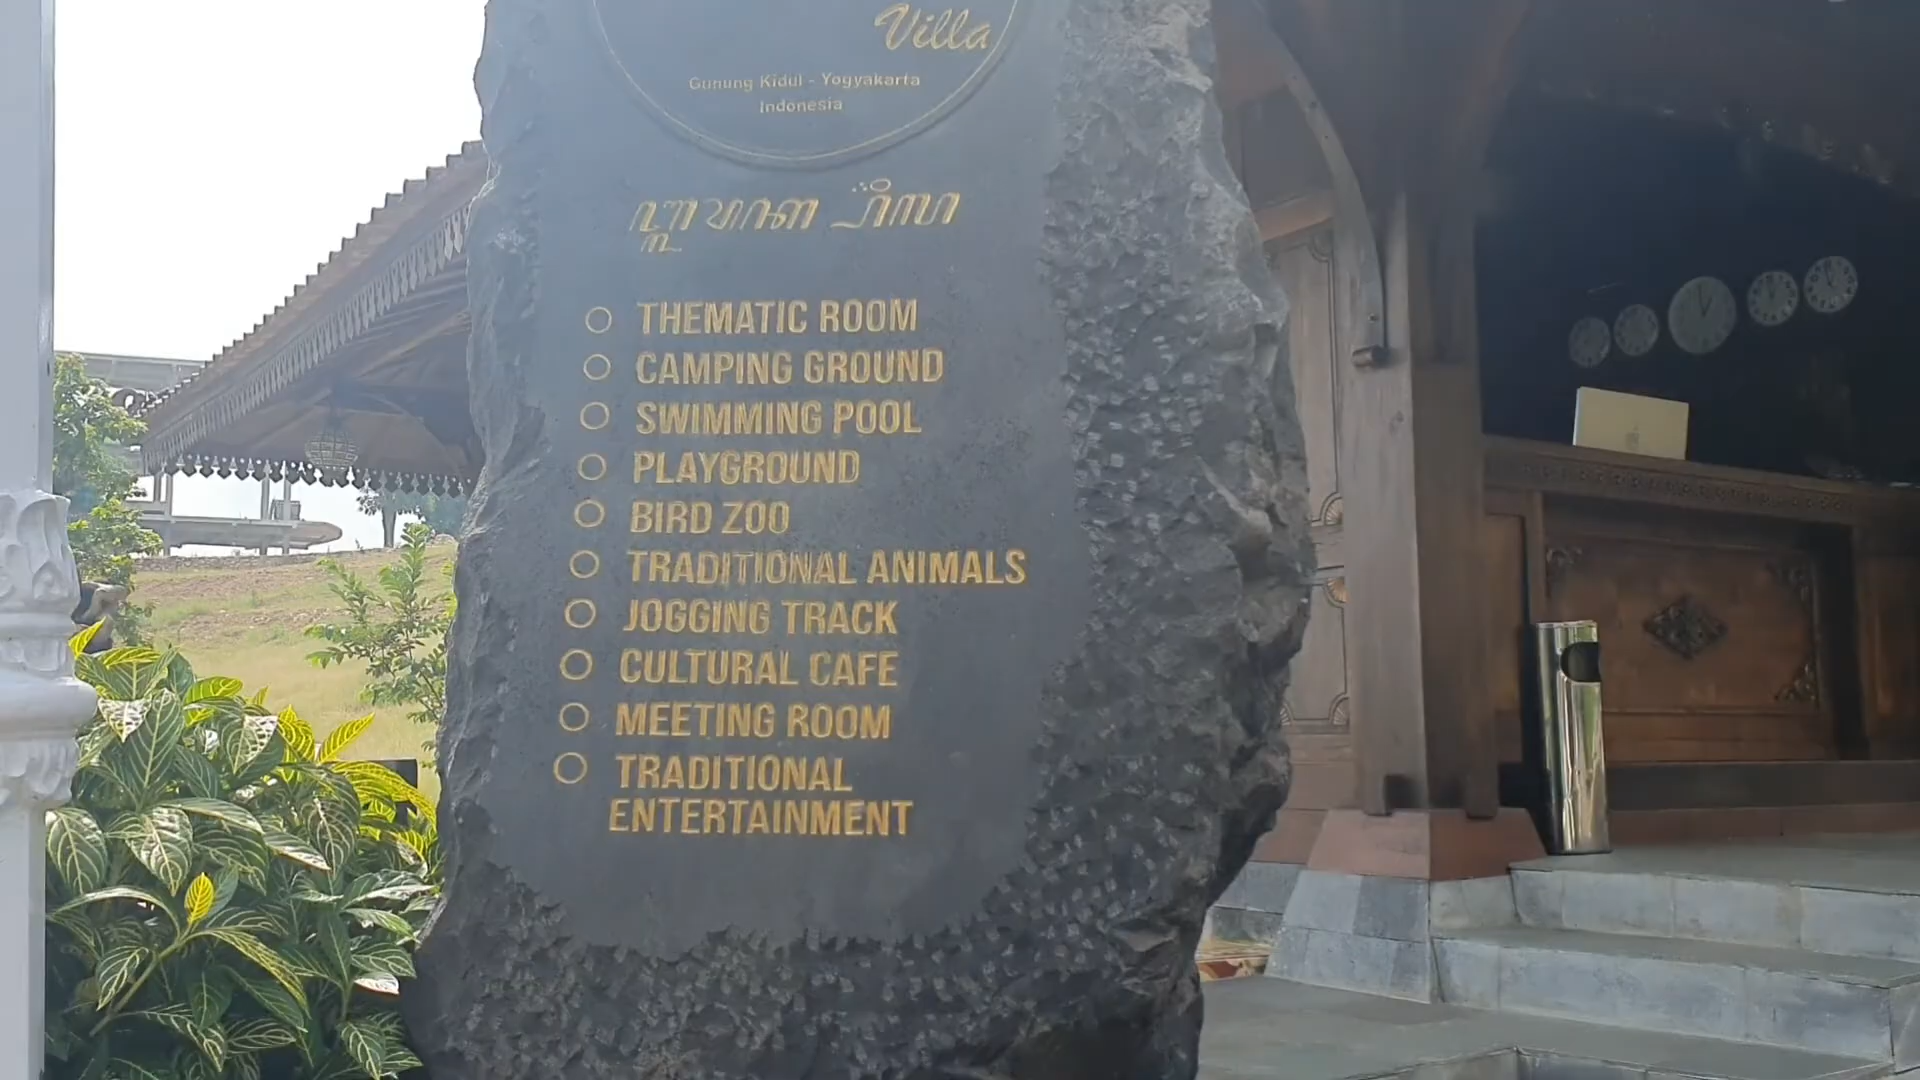 Villa
Gunung Kidul - Yogyakarta
Indonesia
THEMATIC ROOM
CAMPING GROUND
SWIMMING POOL
PLAYGROUND
BIRD ZOO
TRADITIONAL ANIMALS
JOGGING TRACK
CULTURAL CAFE
MEETING ROOM
TRADITIONAL
ENTERTAINMENT